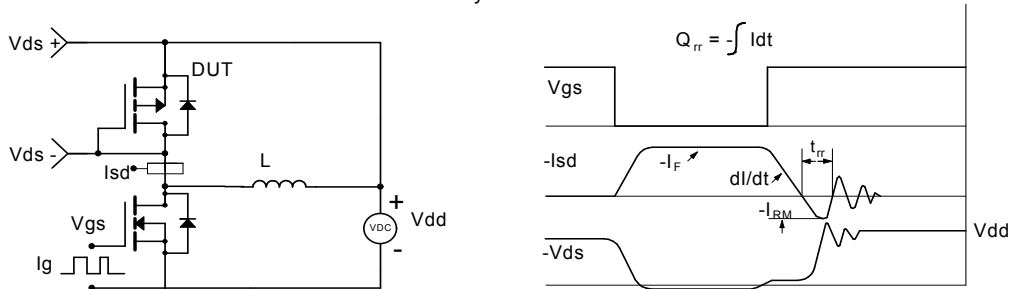 Vds +
DUT
Vds -
Isd
L
+
VDC
Vdd
-
Vgs
Ig
Qrr = -∫ Idt
Vgs
-Isd
-IF
dI/dt
trr
-IRM
Vdd
-Vds